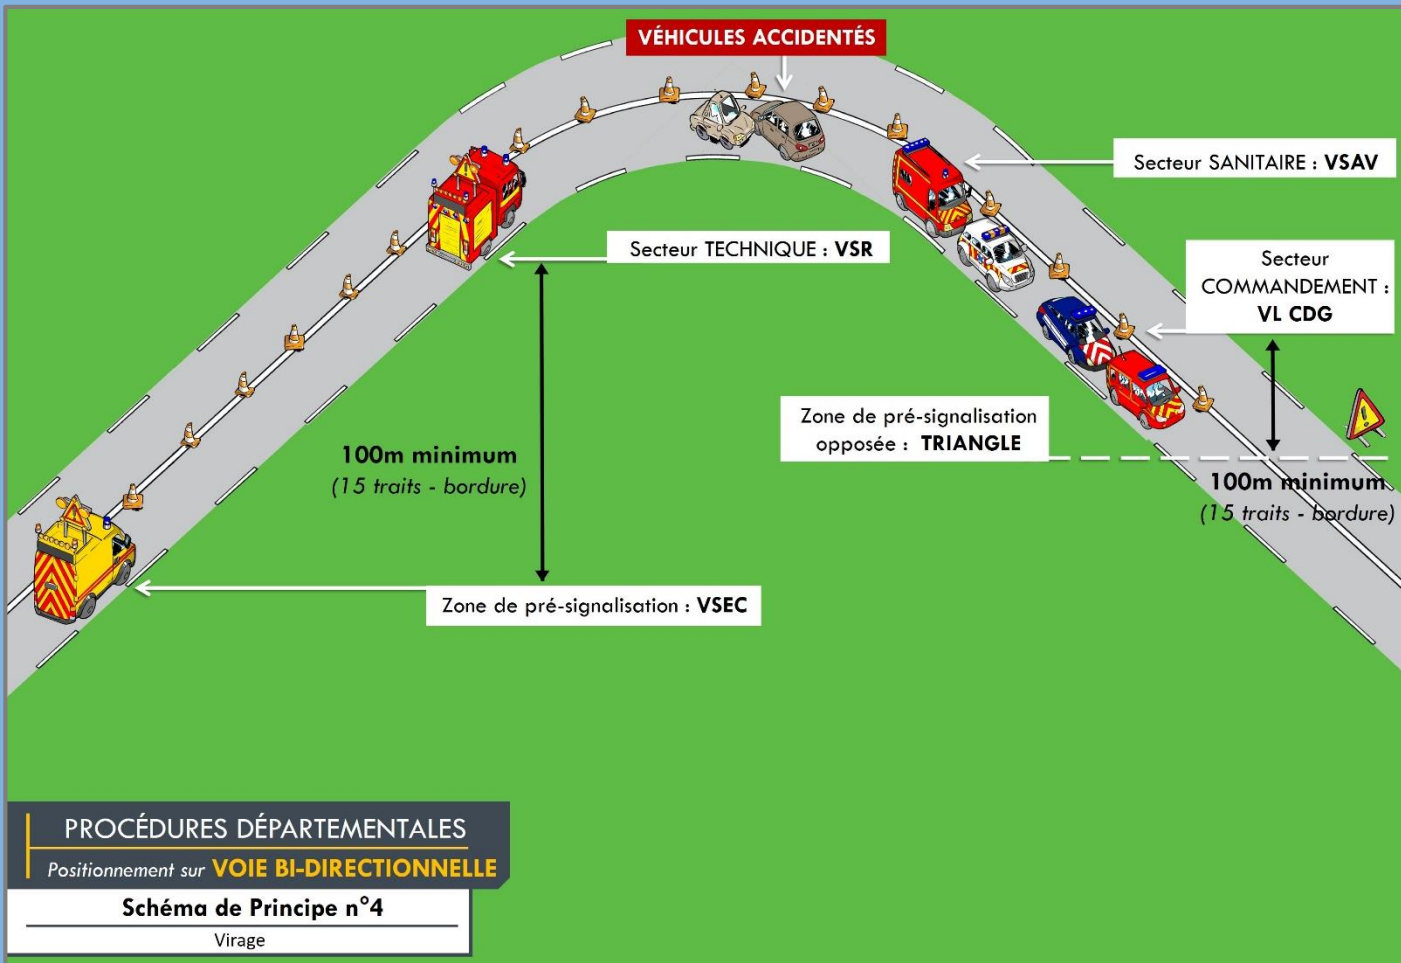 VÉHICULES ACCIDENTÉS
Secteur SANITAIRE : VSAV
Secteur TECHNIQUE : VSR
Secteur
COMMANDEMENT :
VL CDG
Zone de pré-signalisation
opposée : TRIANGLE
100m minimum
(15 traits - bordure)
100m minimum
(15 traits - bordure)
Zone de pré-signalisation : VSEC
PROCÉDURES DÉPARTEMENTALES
Positionnement sur VOIE BI-DIRECTIONNELLE
Schéma de Principe n°4
Virage